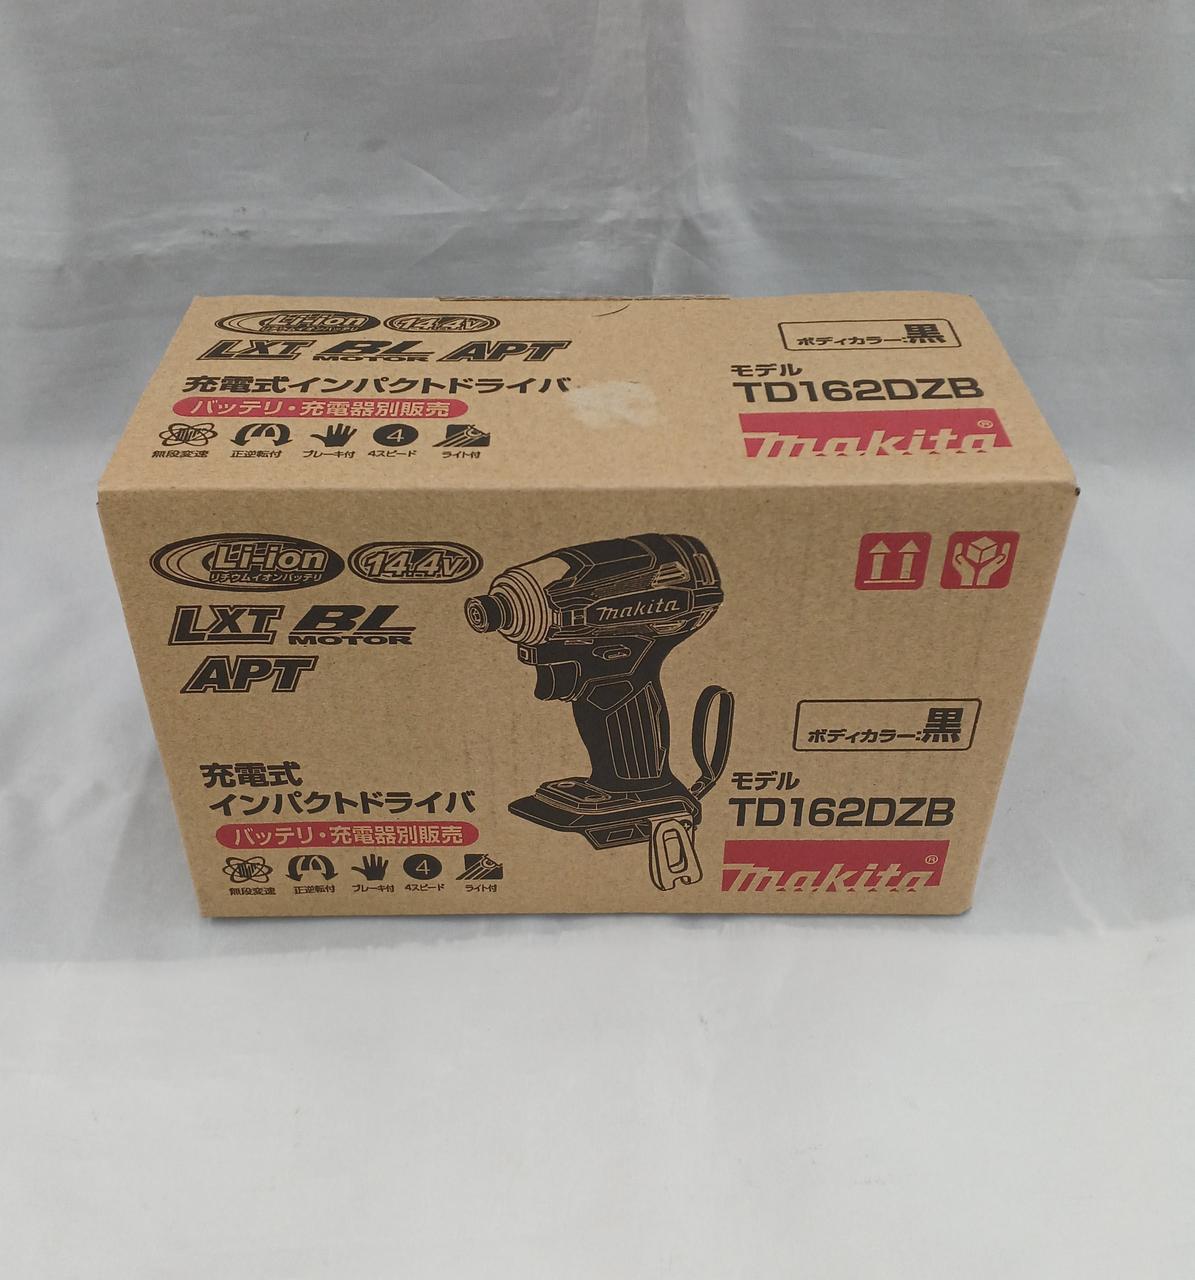 Li-ion
14.4V
LXT BL MOTOR APT
充電式インパクトドライバ
バッテリ・充電器別販売
無段変速 正逆転付 ブレーキ付 4 4スピード ライト付
ボディカラー:黒
モデル
TD162DZB
makita®
Li-ion
リチウムイオンバッテリ
14.4V
LXT BL MOTOR
APT
makita
充電式
インパクトドライバ
バッテリ・充電器別販売
無段変速 正逆転付 ブレーキ付 4 4スピード ライト付
ボディカラー:黒
モデル
TD162DZB
makita®